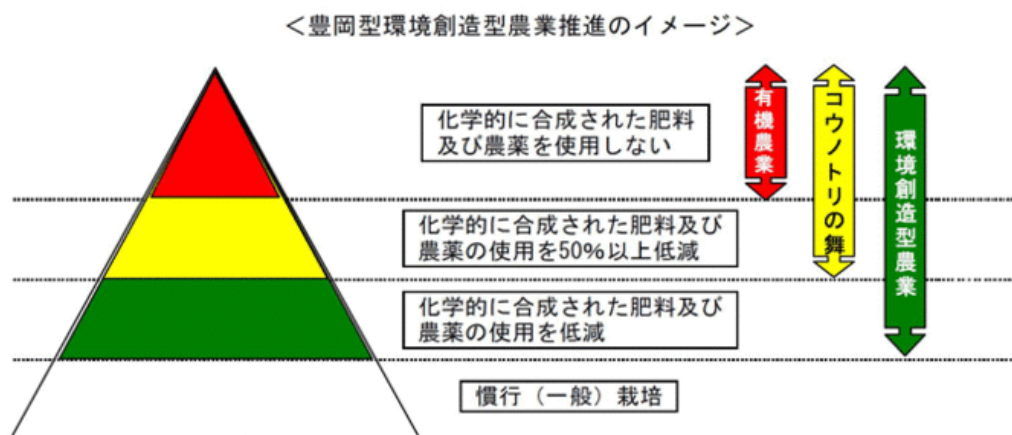 ＜豊岡型環境創造型農業推進のイメージ＞
化学的に合成された肥料
及び農薬を使用しない
有機農業
コウノトリの舞
環境創造型農業
化学的に合成された肥料及び
農薬の使用を50%以上低減
化学的に合成された肥料及び
農薬の使用を低減
慣行（一般）栽培